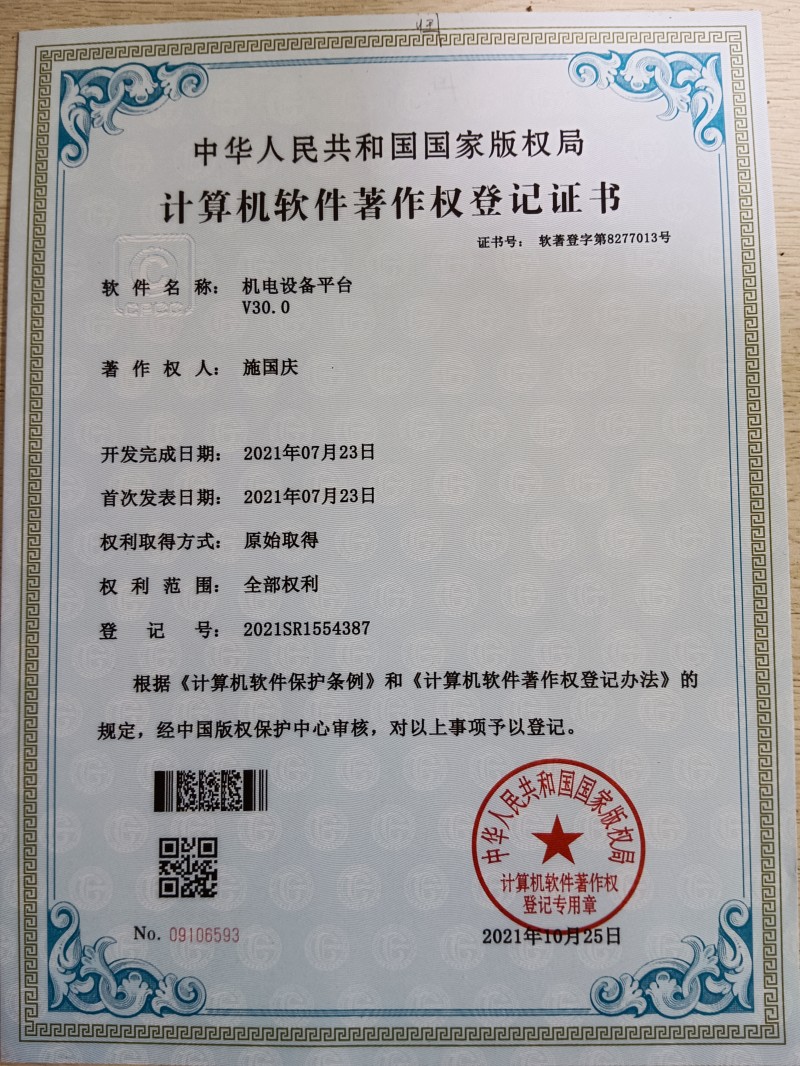 中华人民共和国国家版权局
计算机软件著作权登记证书
证书号： 软著登字第8277013号
软件名称： 机电设备平台
V30.0
著作权人： 施国庆
开发完成日期： 2021年07月23日
首次发表日期： 2021年07月23日
权利取得方式： 原始取得
权利范围： 全部权利
登记号： 2021SR1554387
根据《计算机软件保护条例》和《计算机软件著作权登记办法》的
规定，经中国版权保护中心审核，对以上事项予以登记。
中华人民共和国国家版权局
计算机软件著作权
登记专用章
No. 09106593
2021年10月25日
CPCC